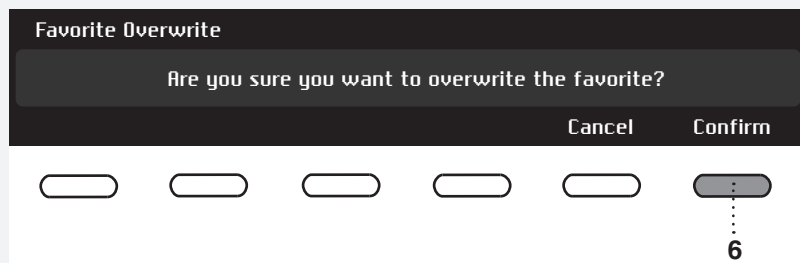 Favorite Overwrite
Are you sure you want to overwrite the favorite?
Cancel Confirm
6